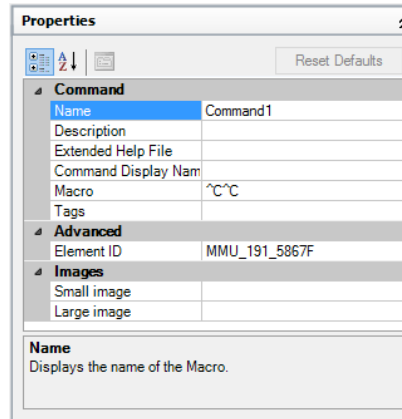 Properties
Reset Defaults
Command
Name Command1
Description
Extended Help File
Command Display Nam
Macro ^C^C
Tags
Advanced
Element ID MMU_191_5867F
Images
Small image
Large image
Name
Displays the name of the Macro.